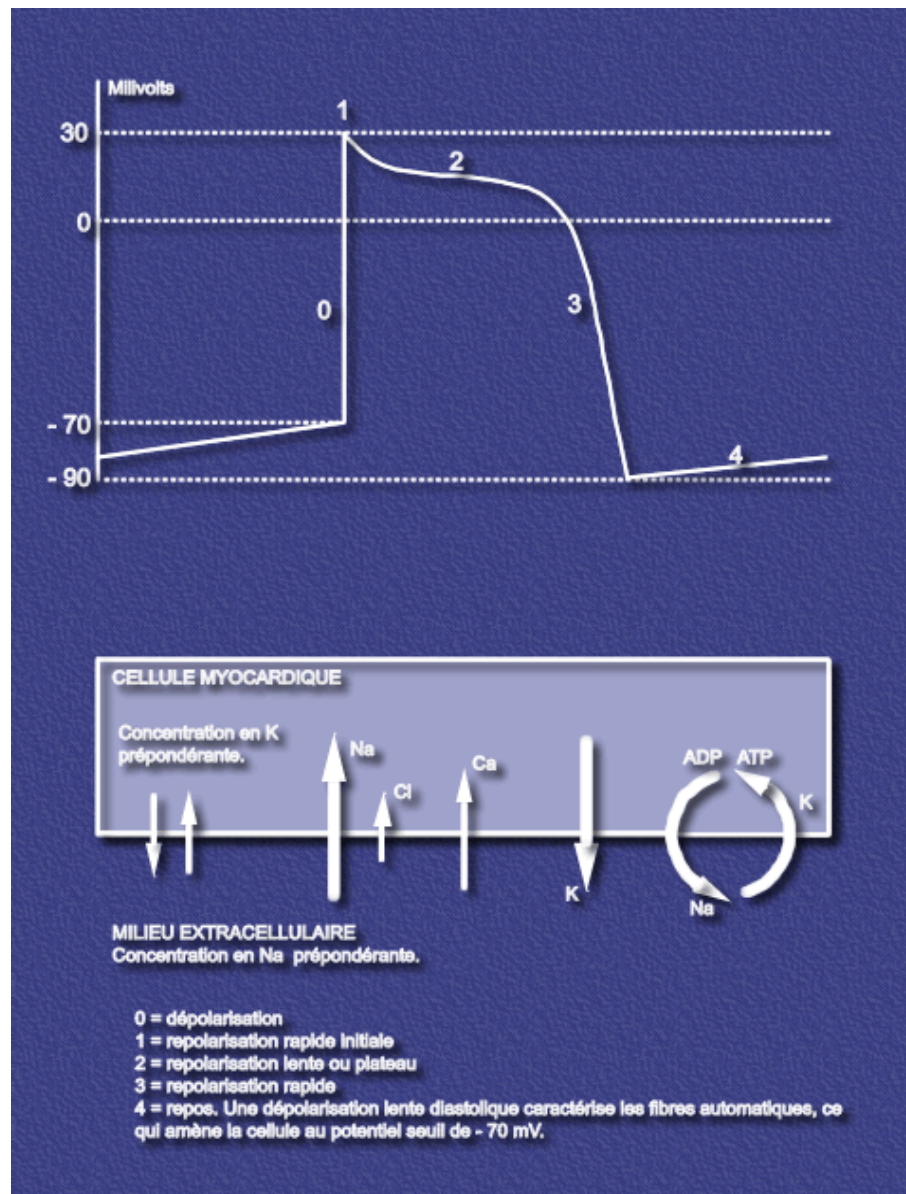 Milivolts
1
30
2
0
0
3
- 70
4
- 90
CELLULE MYOCARDIQUE
Concentration en K
prépondérante.
Na
Cl
Ca
ADP ATP
K
K
Na
MILIEU EXTRACELLULAIRE
Concentration en Na prépondérante.
0 = dépolarisation
1 = repolarisation rapide initiale
2 = repolarisation lente ou plateau
3 = repolarisation rapide
4 = repos. Une dépolarisation lente diastolique caractérise les fibres automatiques, ce
qui amène la cellule au potentiel seuil de - 70 mV.